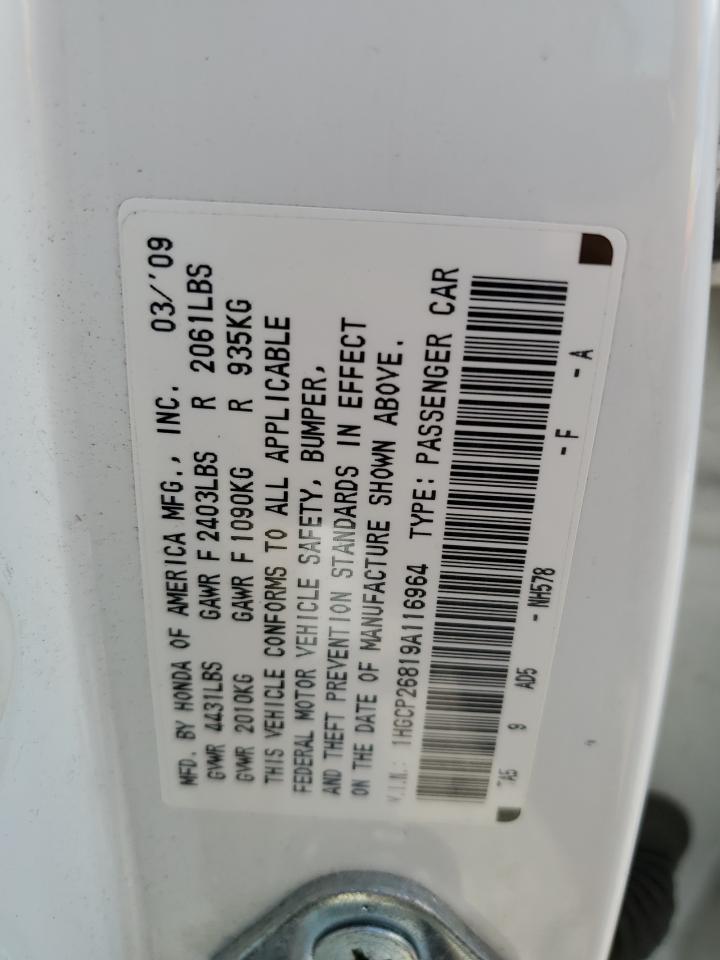 MFD. BY HONDA OF AMERICA MFG., INC. 03/'09
GVWR 4431LBS GAWR F 2403LBS R 2061LBS
GVWR 2010KG GAWR F 1090KG R 935KG
THIS VEHICLE CONFORMS TO ALL APPLICABLE
FEDERAL MOTOR VEHICLE SAFETY, BUMPER,
AND THEFT PREVENTION STANDARDS IN EFFECT
ON THE DATE OF MANUFACTURE SHOWN ABOVE.
V.I.N.: 1HGCP26819A116964 TYPE: PASSENGER CAR
TA5 9 AD5 - NH578 - F - A